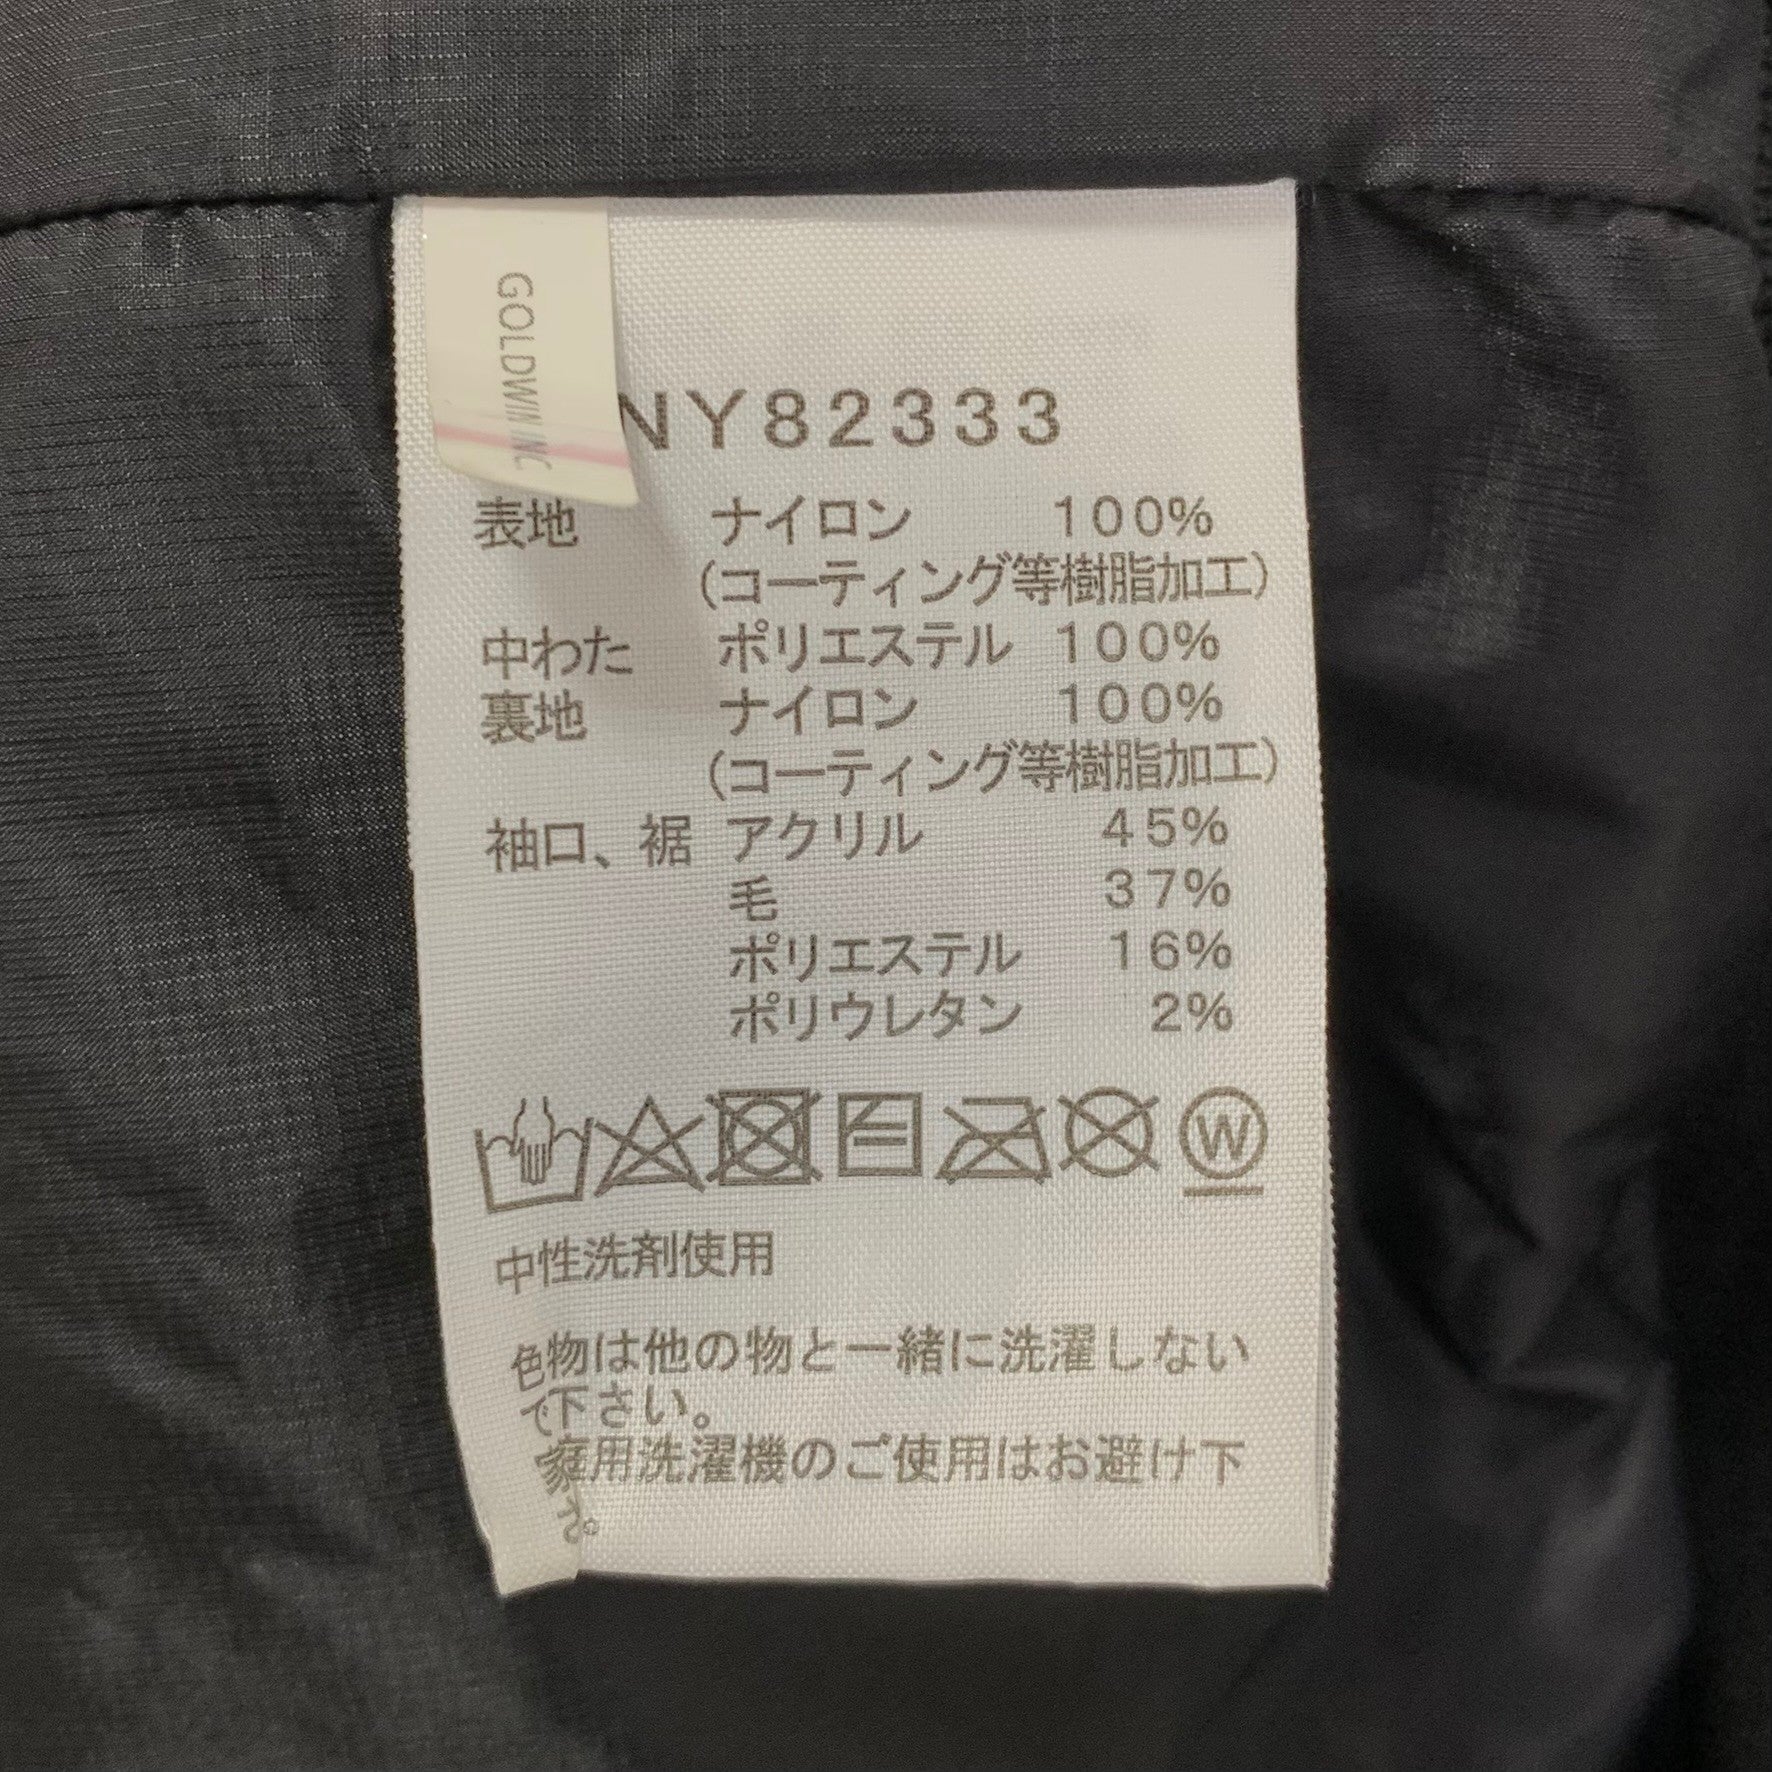 GOLDWIN INC
NY82333
表地 ナイロン 100%
(コーティング等樹脂加工)
中わた ポリエステル 100%
裏地 ナイロン 100%
(コーティング等樹脂加工)
袖口、裾 アクリル 45%
毛 37%
ポリエステル 16%
ポリウレタン 2%
W
中性洗剤使用
色物は他の物と一緒に洗濯しない
で下さい。
家庭用洗濯機のご使用はお避け下
さい。